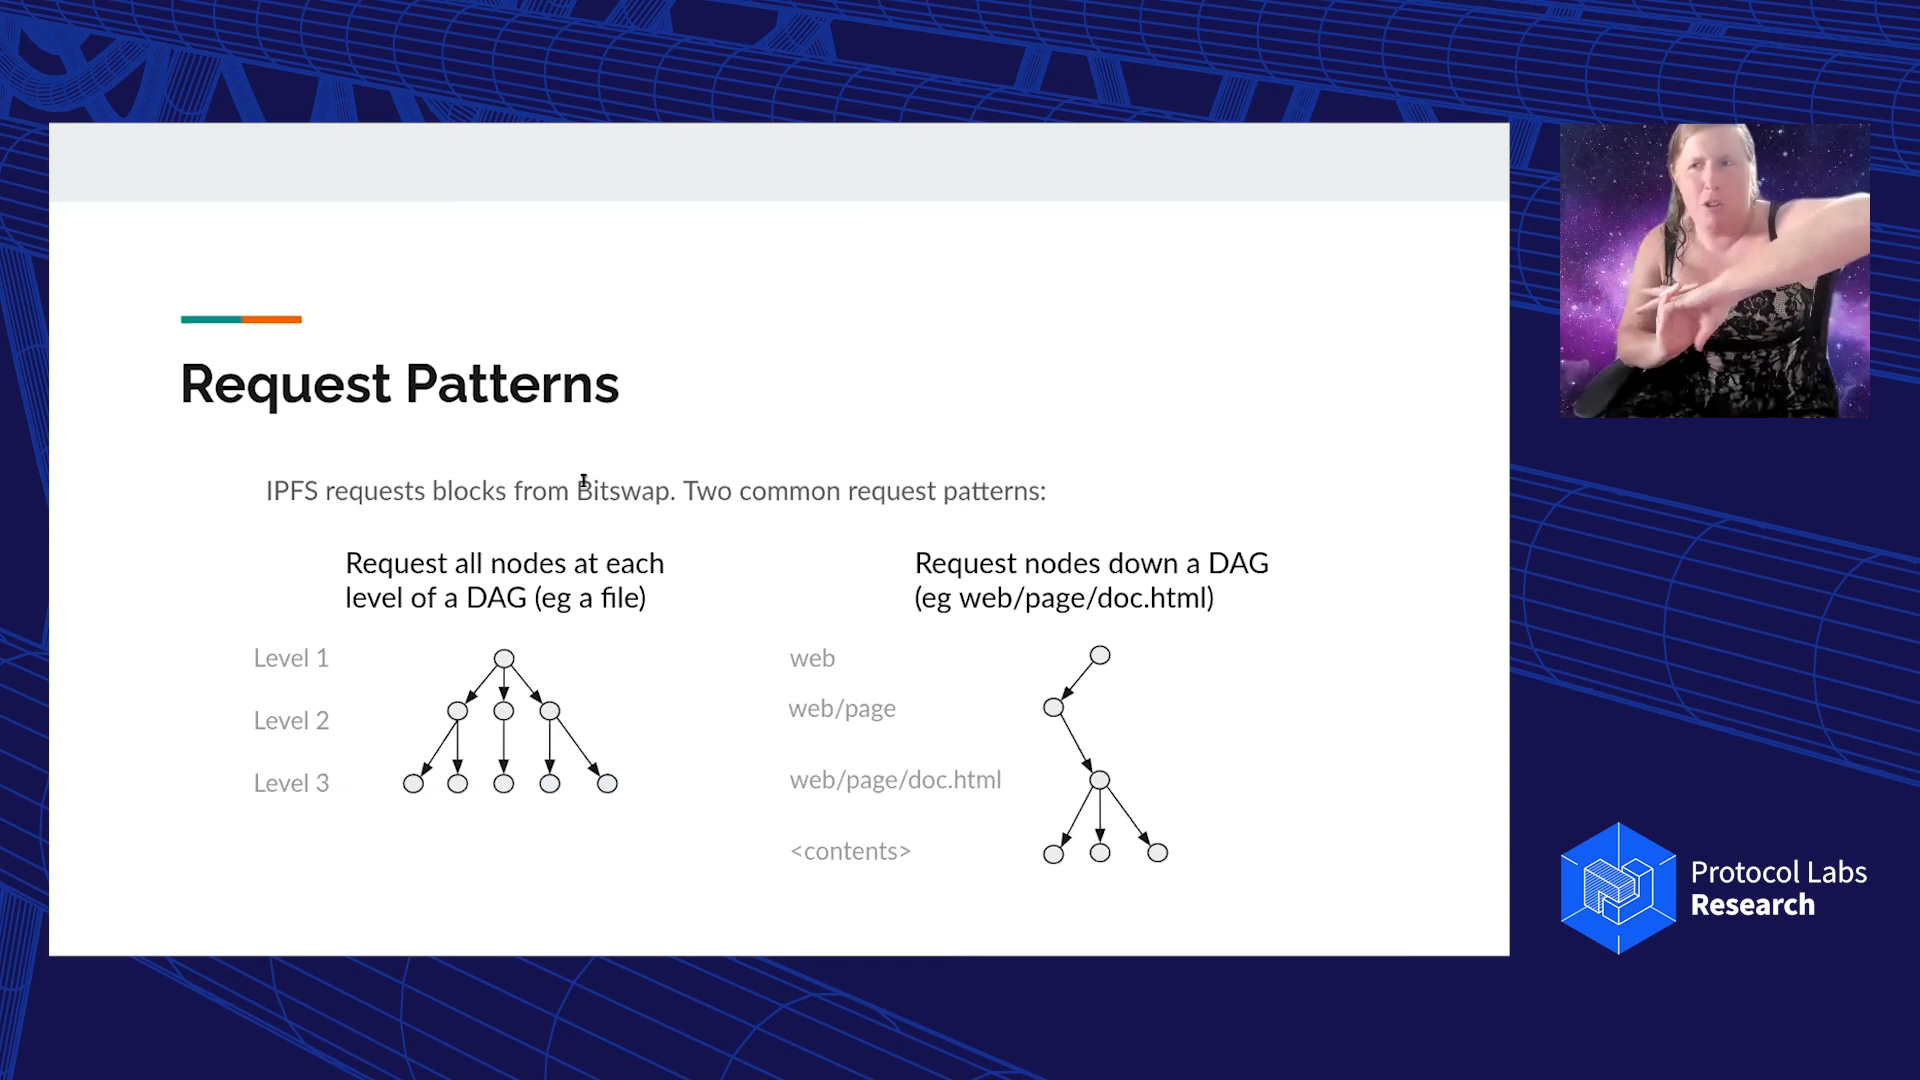 Request Patterns
IPFS requests blocks from Bitswap. Two common request patterns:
Request all nodes at each
level of a DAG (eg a file)
Level 1
Level 2
Level 3
Request nodes down a DAG
(eg web/page/doc.html)
web
web/page
web/page/doc.html
<contents>
Protocol Labs
Research